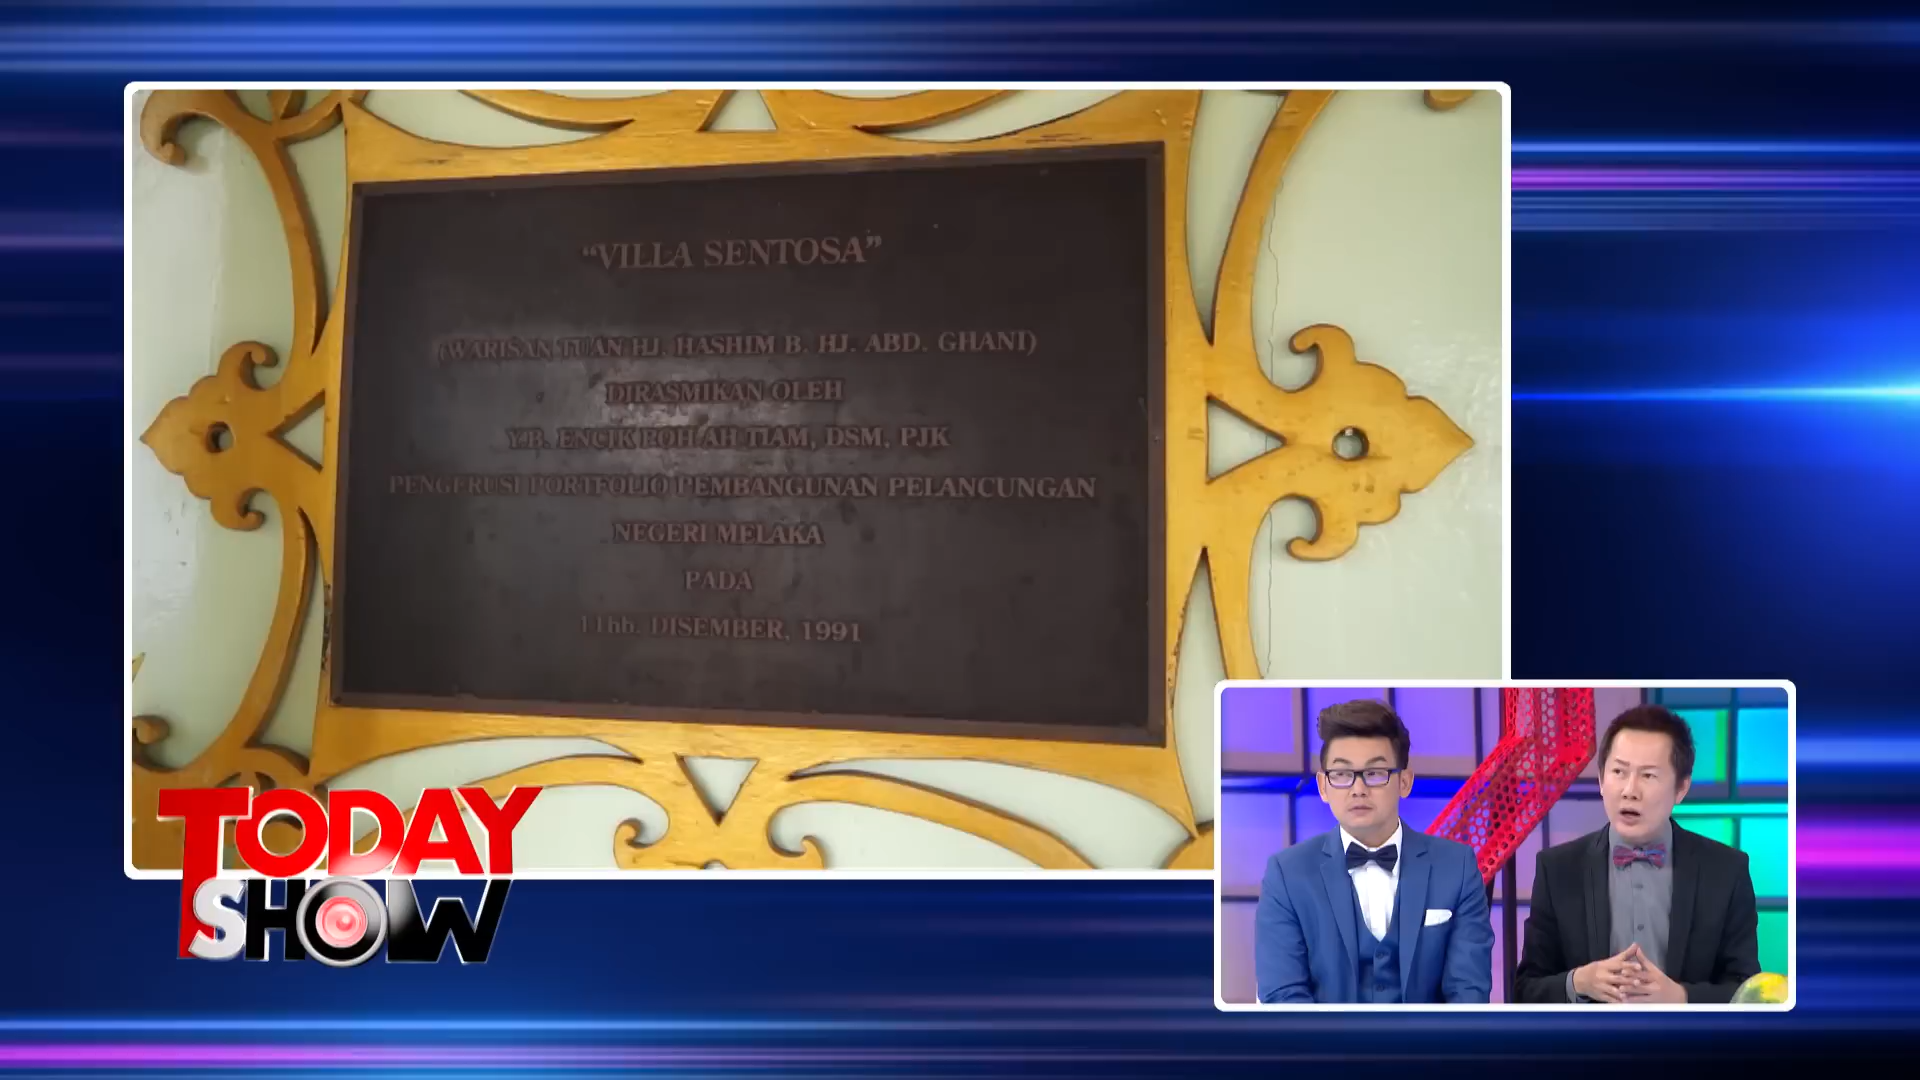 “VILLA SENTOSA”
(WARISAN TUAN HJ. HASHIM B. HJ. ABD. GHANI)
DIRASMIKAN OLEH
Y.B. ENCIK POH AH TIAM, DSM, PJK
PENGERUSI PORTFOLIO PEMBANGUNAN PELANCUNGAN
NEGERI MELAKA
PADA
11hb. DISEMBER, 1991
TODAY
SHOW